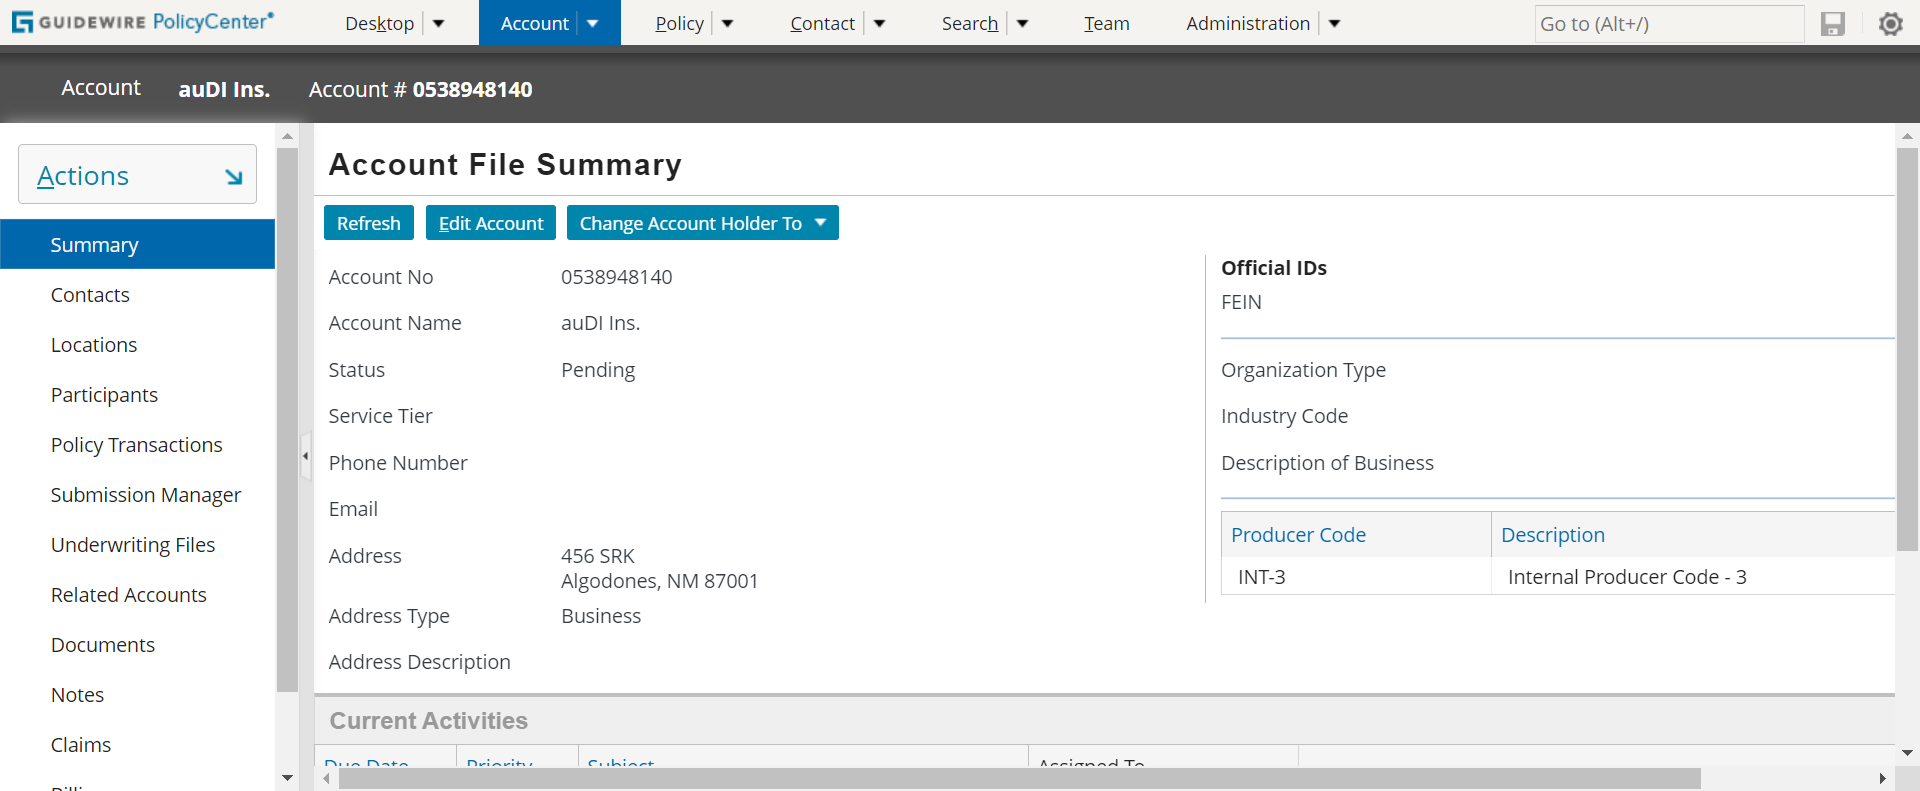 GUIDEWIRE PolicyCenter®
Desktop
Account
Policy
Contact
Search
Team
Administration
Go to (Alt+/)
Account auDI Ins. Account # 0538948140
Actions
Summary
Contacts
Locations
Participants
Policy Transactions
Submission Manager
Underwriting Files
Related Accounts
Documents
Notes
Claims
Account File Summary
Refresh
Edit Account
Change Account Holder To
Account No 0538948140
Account Name auDI Ins.
Status Pending
Service Tier
Phone Number
Email
Address 456 SRK
Algodones, NM 87001
Address Type Business
Address Description
Official IDs
FEIN
Organization Type
Industry Code
Description of Business
Producer Code Description
INT-3 Internal Producer Code - 3
Current Activities
Due Date Priority Subject Assigned To